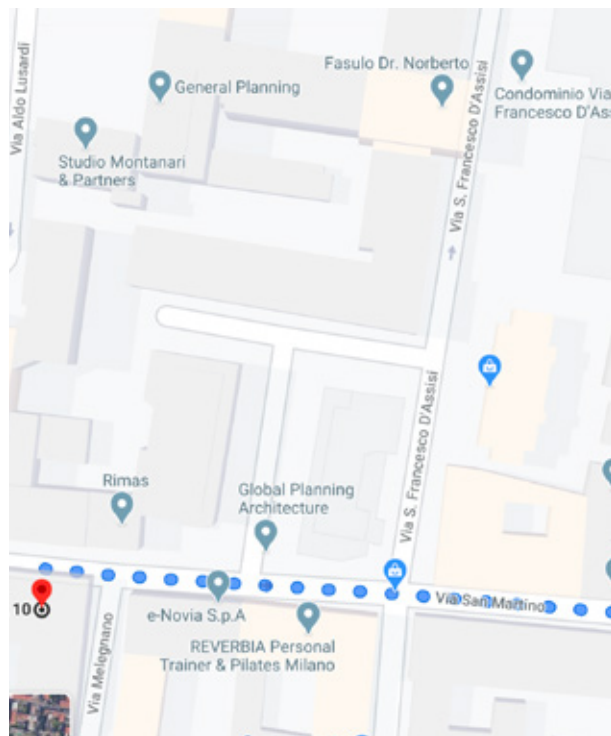 Via Aldo Lusardi
General Planning
Fasulo Dr. Norberto
Condominio Via
Francesco D'Ass
Studio Montanari
& Partners
Via S. Francesco D'Assisi
Via S. Francesco D'Assisi
Rimas
Global Planning
Architecture
10
e-Novia S.p.A
Via San Martino
Via Melegnano
REVERBIA Personal
Trainer & Pilates Milano